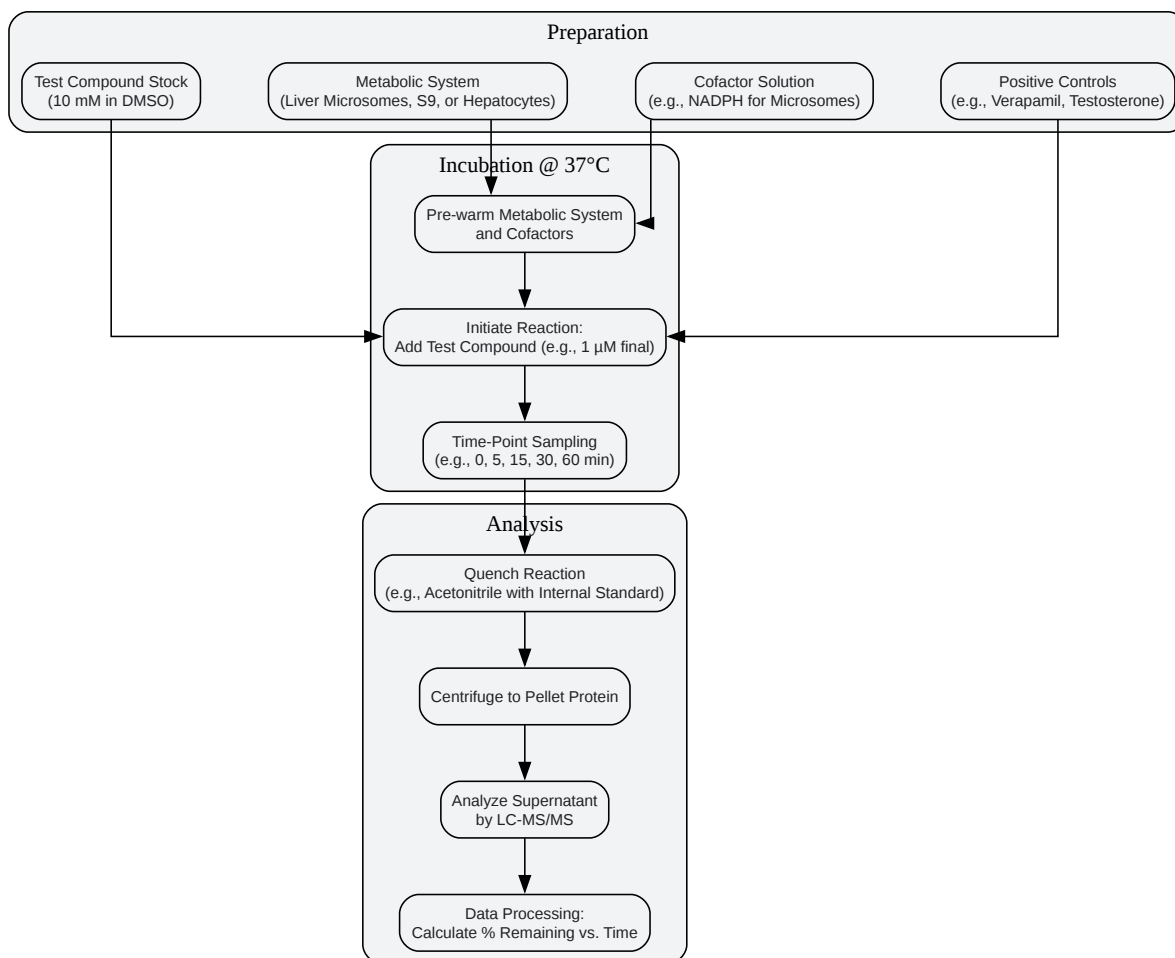 Preparation
Test Compound Stock
(10 mM in DMSO)
Metabolic System
(Liver Microsomes, S9, or Hepatocytes)
Cofactor Solution
(e.g., NADPH for Microsomes)
Positive Controls
(e.g., Verapamil, Testosterone)
Incubation @ 37°C
Pre-warm Metabolic System
and Cofactors
Initiate Reaction:
Add Test Compound (e.g., 1 µM final)
Time-Point Sampling
(e.g., 0, 5, 15, 30, 60 min)
Analysis
Quench Reaction
(e.g., Acetonitrile with Internal Standard)
Centrifuge to Pellet Protein
Analyze Supernatant
by LC-MS/MS
Data Processing:
Calculate % Remaining vs. Time